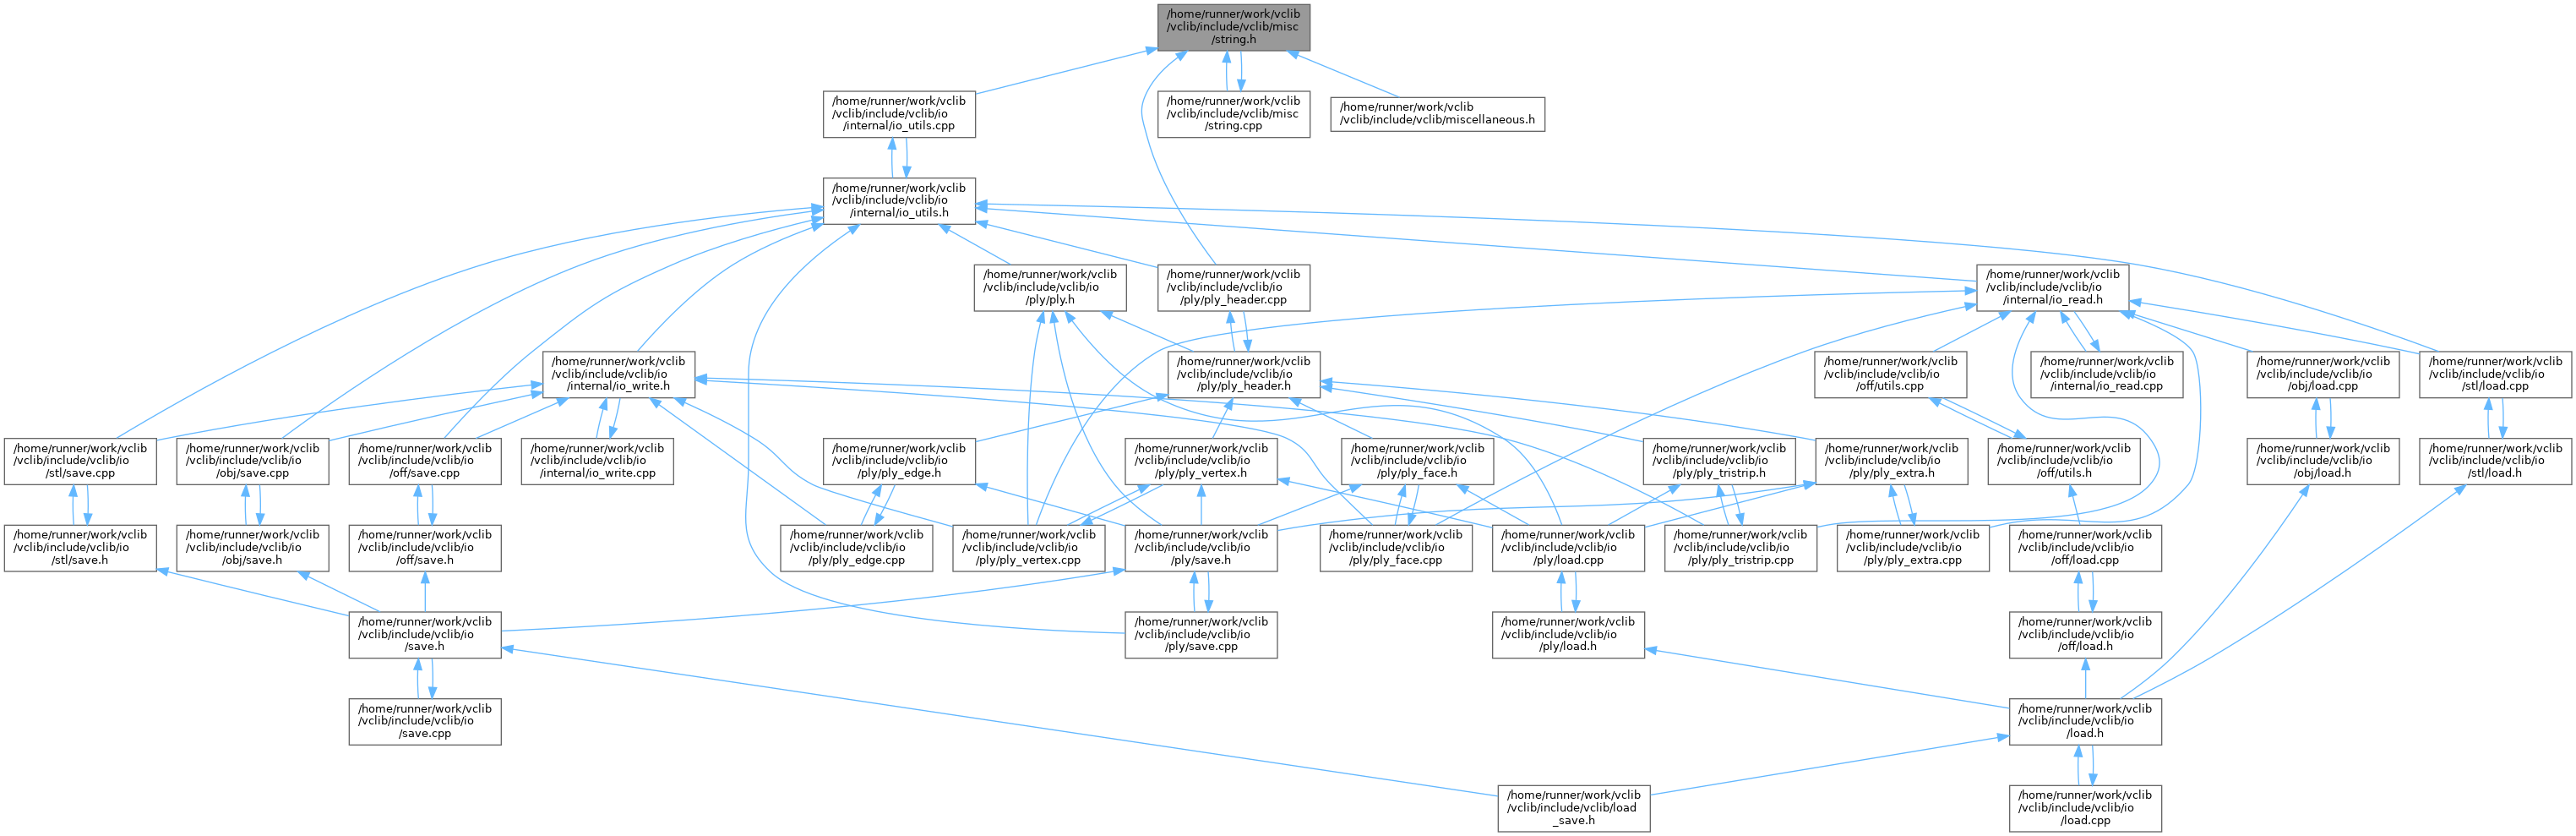 /home/runner/work/vclib
/vclib/include/vclib/misc
/string.h
/home/runner/work/vclib
/vclib/include/vclib/io
/internal/io_utils.cpp
/home/runner/work/vclib
/vclib/include/vclib/misc
/string.cpp
/home/runner/work/vclib
/vclib/include/vclib/miscellaneous.h
/home/runner/work/vclib
/vclib/include/vclib/io
/internal/io_utils.h
/home/runner/work/vclib
/vclib/include/vclib/io
/ply/ply.h
/home/runner/work/vclib
/vclib/include/vclib/io
/ply/ply_header.cpp
/home/runner/work/vclib
/vclib/include/vclib/io
/internal/io_read.h
/home/runner/work/vclib
/vclib/include/vclib/io
/internal/io_write.h
/home/runner/work/vclib
/vclib/include/vclib/io
/ply/ply_header.h
/home/runner/work/vclib
/vclib/include/vclib/io
/off/utils.cpp
/home/runner/work/vclib
/vclib/include/vclib/io
/internal/io_read.cpp
/home/runner/work/vclib
/vclib/include/vclib/io
/obj/load.cpp
/home/runner/work/vclib
/vclib/include/vclib/io
/stl/load.cpp
/home/runner/work/vclib
/vclib/include/vclib/io
/stl/save.cpp
/home/runner/work/vclib
/vclib/include/vclib/io
/obj/save.cpp
/home/runner/work/vclib
/vclib/include/vclib/io
/off/save.cpp
/home/runner/work/vclib
/vclib/include/vclib/io
/internal/io_write.cpp
/home/runner/work/vclib
/vclib/include/vclib/io
/ply/ply_edge.h
/home/runner/work/vclib
/vclib/include/vclib/io
/ply/ply_vertex.h
/home/runner/work/vclib
/vclib/include/vclib/io
/ply/ply_face.h
/home/runner/work/vclib
/vclib/include/vclib/io
/ply/ply_tristrip.h
/home/runner/work/vclib
/vclib/include/vclib/io
/ply/ply_extra.h
/home/runner/work/vclib
/vclib/include/vclib/io
/off/utils.h
/home/runner/work/vclib
/vclib/include/vclib/io
/obj/load.h
/home/runner/work/vclib
/vclib/include/vclib/io
/stl/load.h
/home/runner/work/vclib
/vclib/include/vclib/io
/stl/save.h
/home/runner/work/vclib
/vclib/include/vclib/io
/obj/save.h
/home/runner/work/vclib
/vclib/include/vclib/io
/off/save.h
/home/runner/work/vclib
/vclib/include/vclib/io
/ply/ply_edge.cpp
/home/runner/work/vclib
/vclib/include/vclib/io
/ply/ply_vertex.cpp
/home/runner/work/vclib
/vclib/include/vclib/io
/ply/save.h
/home/runner/work/vclib
/vclib/include/vclib/io
/ply/ply_face.cpp
/home/runner/work/vclib
/vclib/include/vclib/io
/ply/load.cpp
/home/runner/work/vclib
/vclib/include/vclib/io
/ply/ply_tristrip.cpp
/home/runner/work/vclib
/vclib/include/vclib/io
/ply/ply_extra.cpp
/home/runner/work/vclib
/vclib/include/vclib/io
/off/load.cpp
/home/runner/work/vclib
/vclib/include/vclib/io
/save.h
/home/runner/work/vclib
/vclib/include/vclib/io
/ply/save.cpp
/home/runner/work/vclib
/vclib/include/vclib/io
/ply/load.h
/home/runner/work/vclib
/vclib/include/vclib/io
/off/load.h
/home/runner/work/vclib
/vclib/include/vclib/io
/save.cpp
/home/runner/work/vclib
/vclib/include/vclib/io
/load.h
/home/runner/work/vclib
/vclib/include/vclib/load
_save.h
/home/runner/work/vclib
/vclib/include/vclib/io
/load.cpp